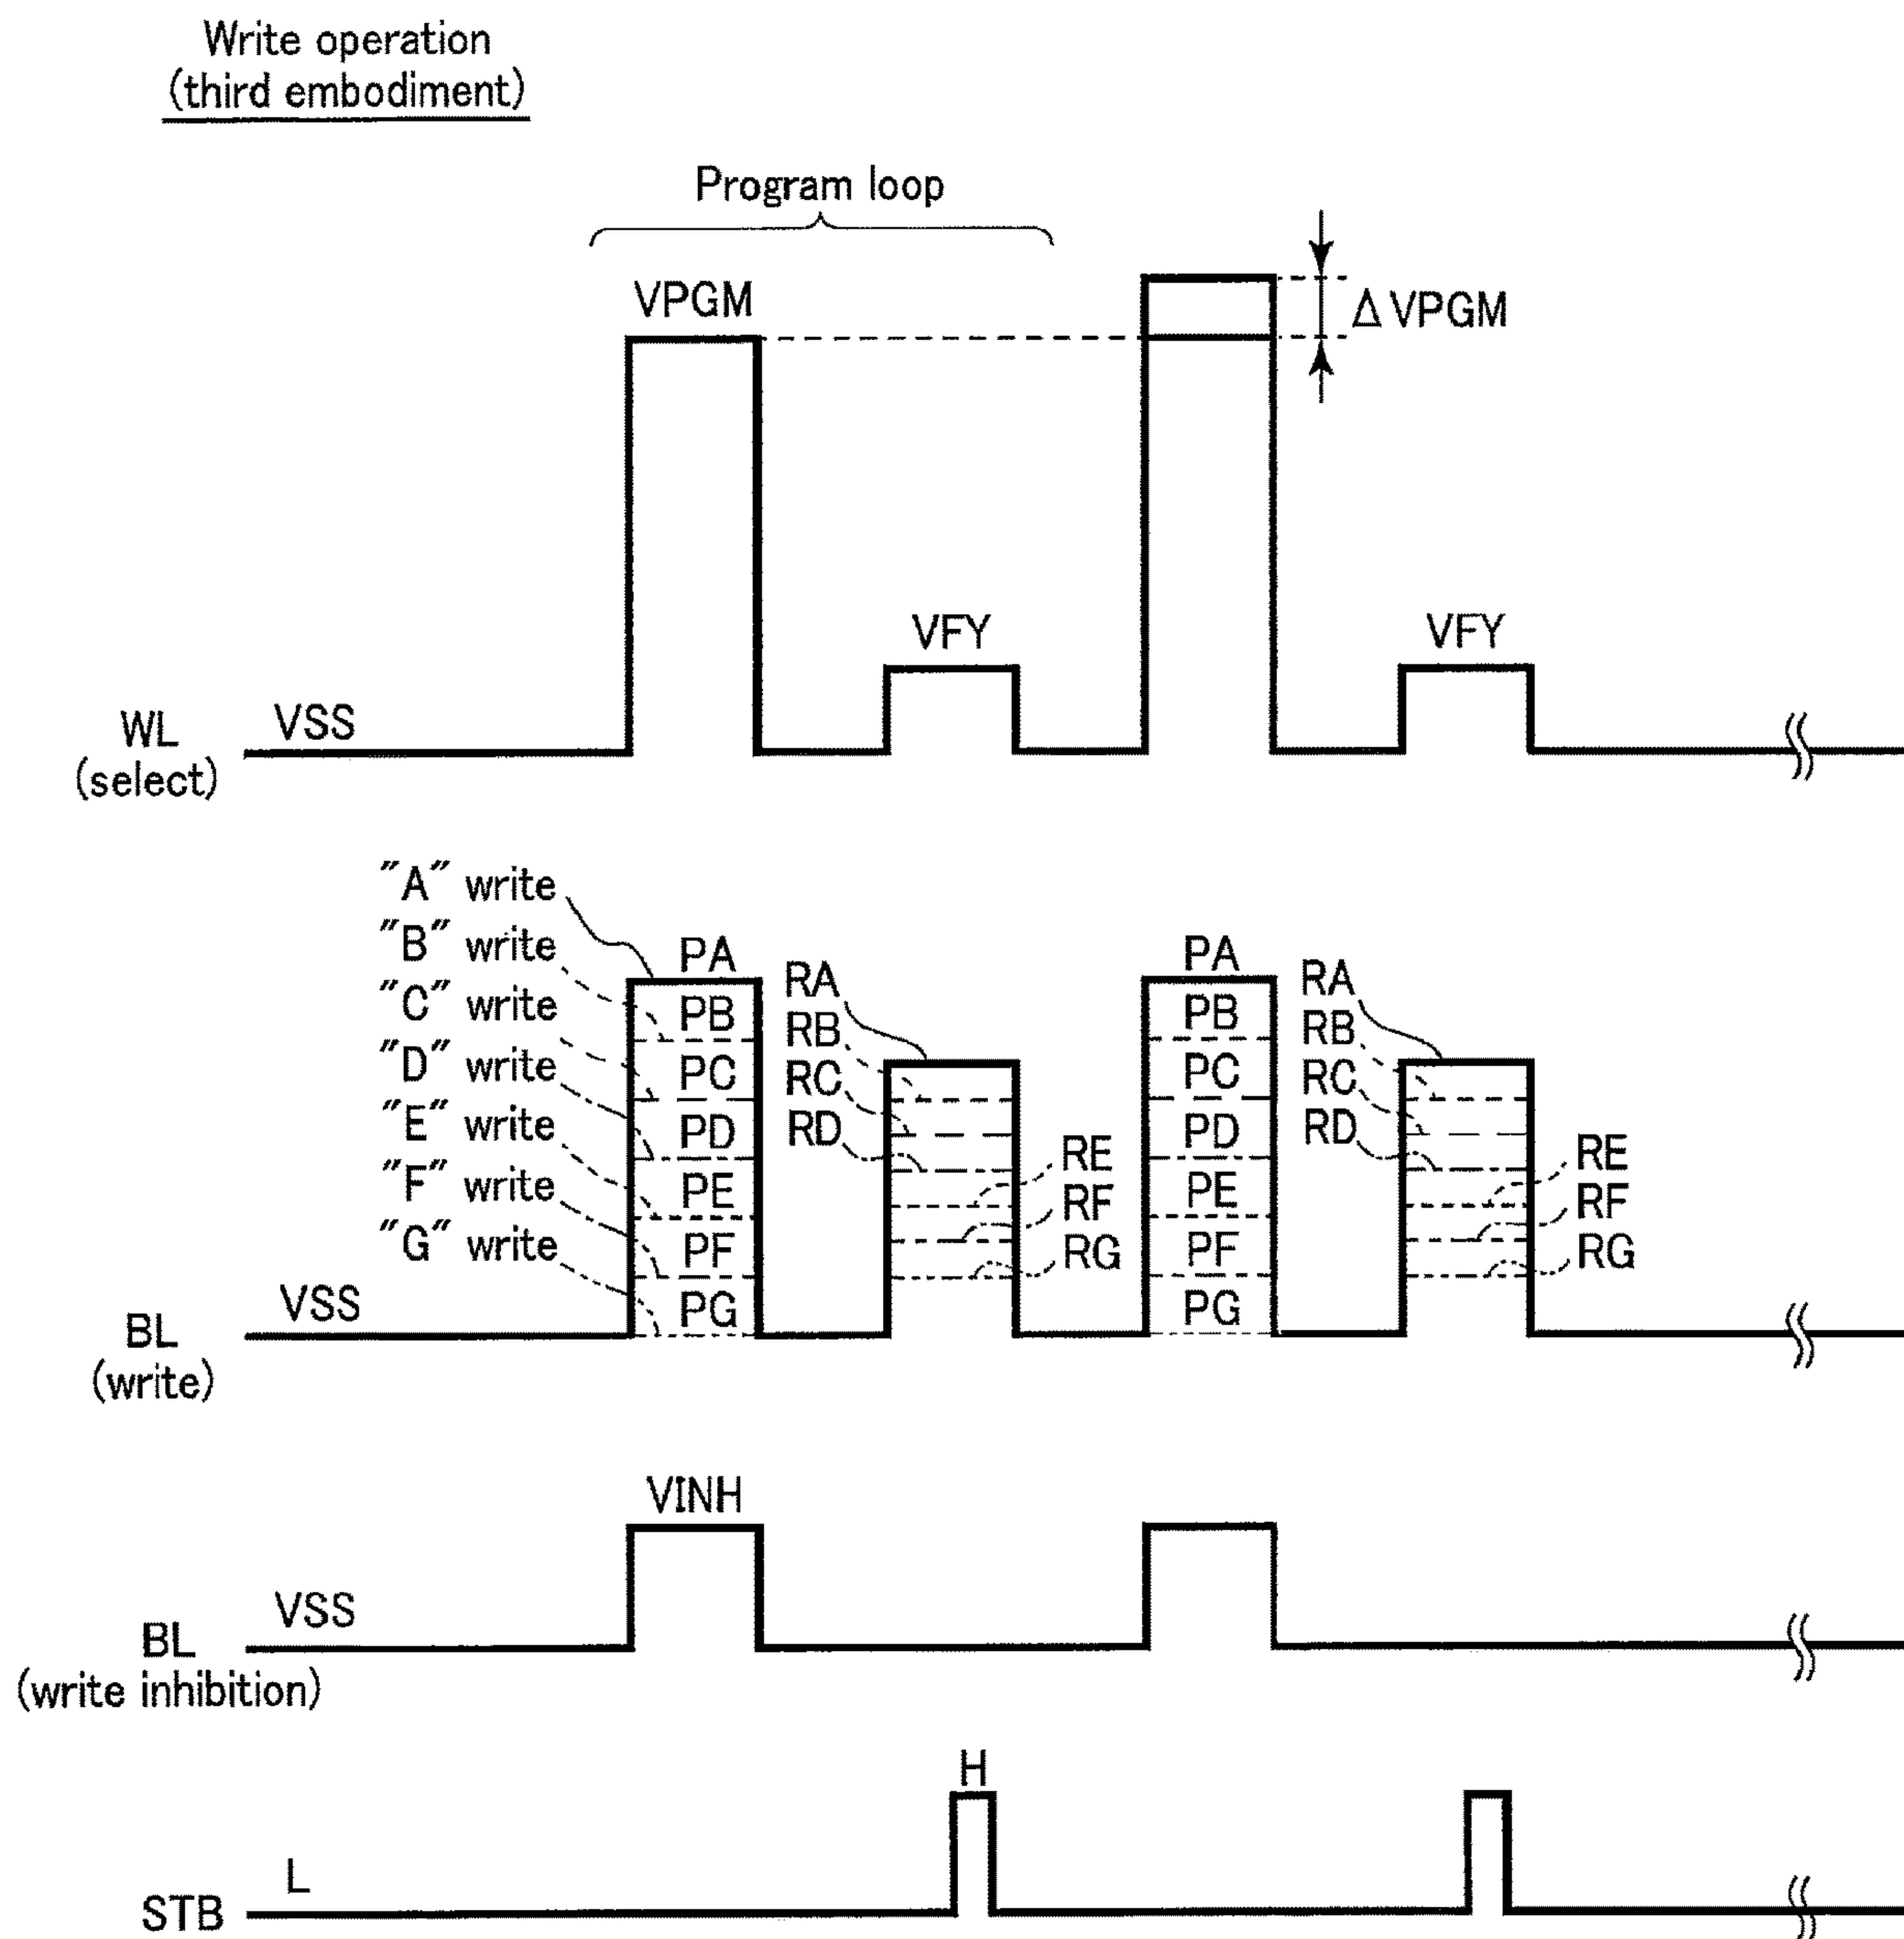 Write operation
(third embodiment)
Program loop
VPGM
Δ VPGM
VFY
VFY
VSS
WL
(select)
"A" write
"B" write
"C" write
"D" write
"E" write
"F" write
"G" write
PA
PB
PC
PD
PE
PF
PG
RA
RB
RC
RD
RE
RF
RG
PA
PB
PC
PD
PE
PF
PG
RA
RB
RC
RD
RE
RF
RG
VSS
BL
(write)
VINH
VSS
BL
(write inhibition)
H
L
STB